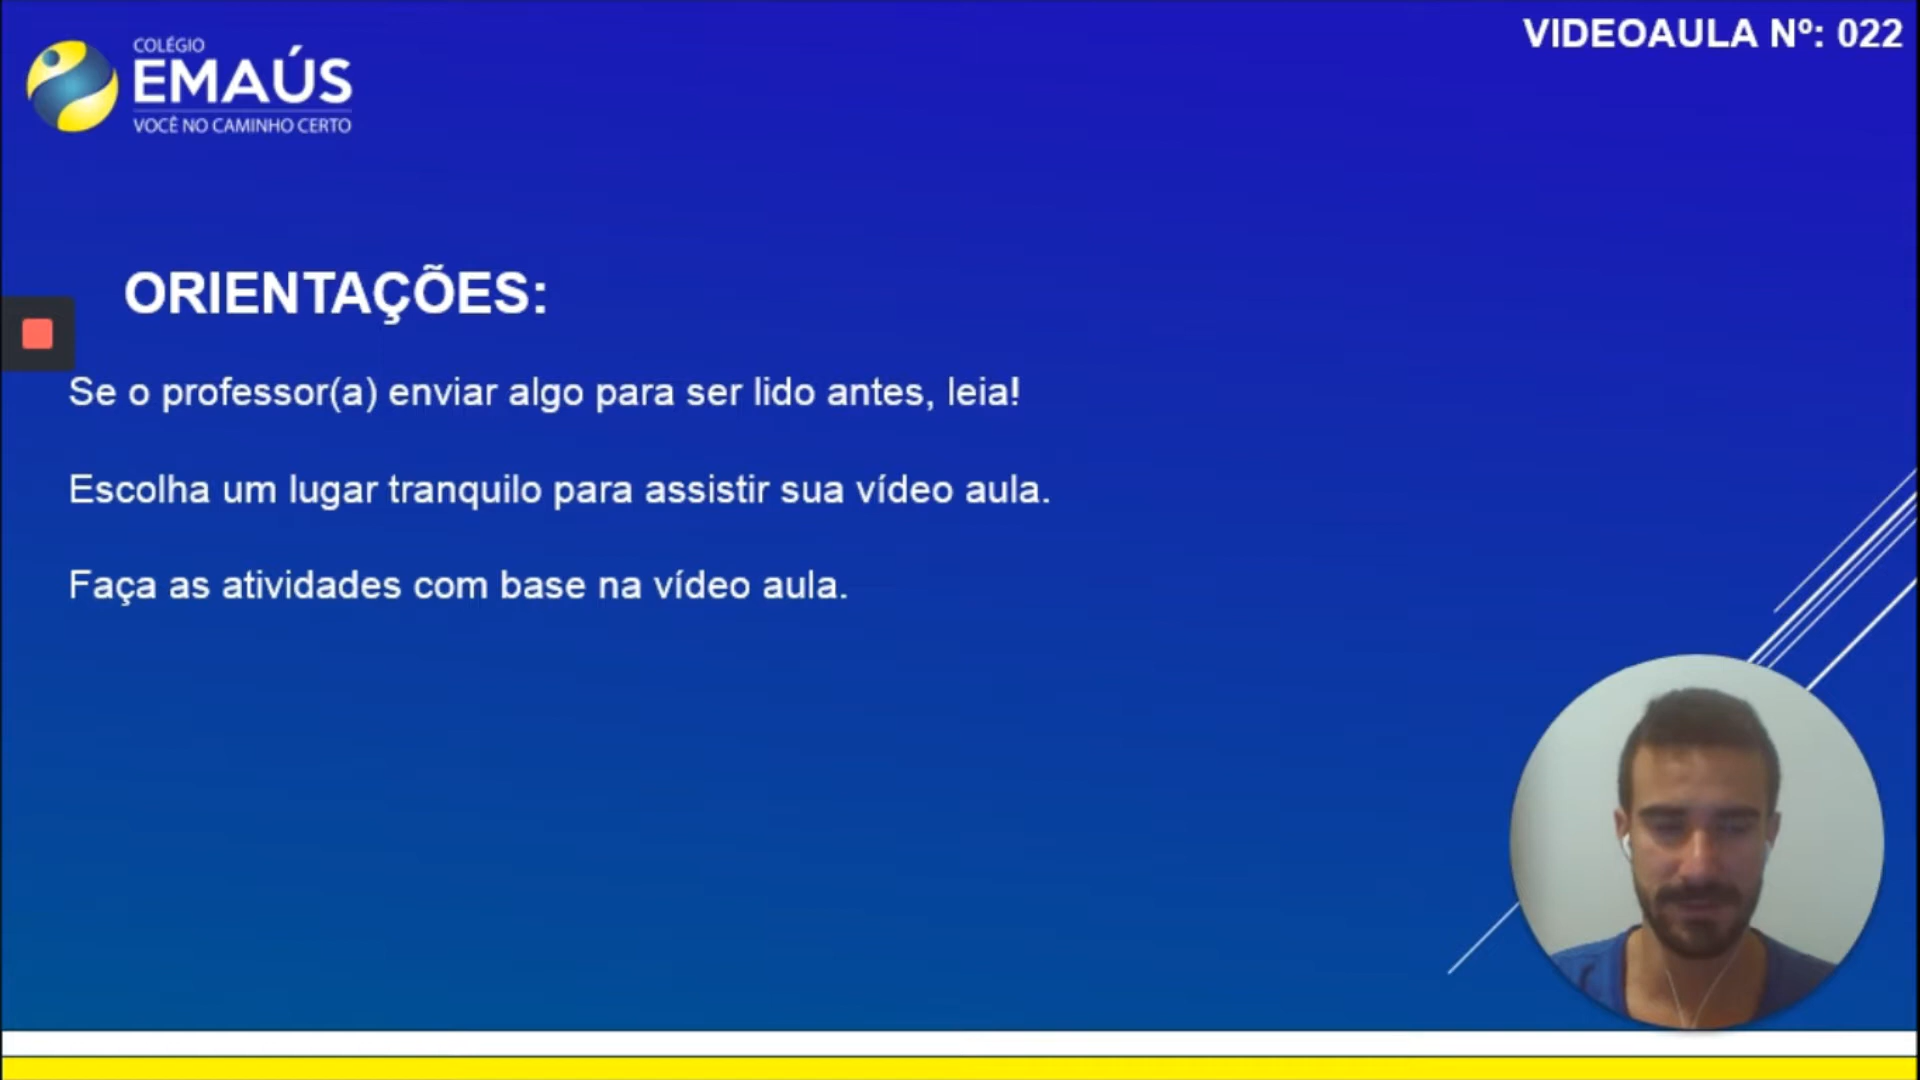 COLÉGIO
EMAÚS
VOCÊ NO CAMINHO CERTO
VIDEOAULA Nº: 022
ORIENTAÇÕES:
Se o professor(a) enviar algo para ser lido antes, leia!
Escolha um lugar tranquilo para assistir sua vídeo aula.
Faça as atividades com base na vídeo aula.